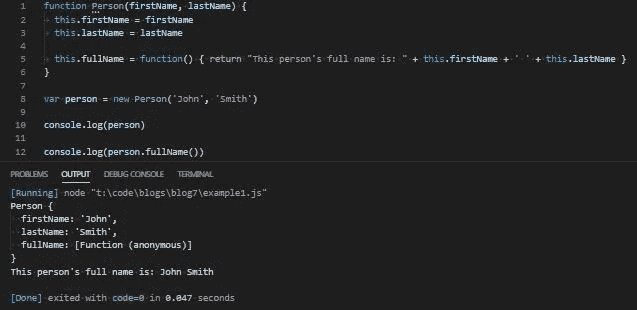 1 function Person(firstName, lastName) {
2 this.firstName = firstName
3 this.lastName = lastName
4
5 this.fullName = function() { return "This person's full name is: " + this.firstName + ' ' + this.lastName }
6 }
7
8 var person = new Person('John', 'Smith')
9
10 console.log(person)
11
12 console.log(person.fullName())
PROBLEMS OUTPUT DEBUG CONSOLE TERMINAL
[Running] node "t:\code\blogs\blog7\example1.js"
Person {
firstName: 'John',
lastName: 'Smith',
fullName: [Function (anonymous)]
}
This person's full name is: John Smith
[Done] exited with code=0 in 0.047 seconds